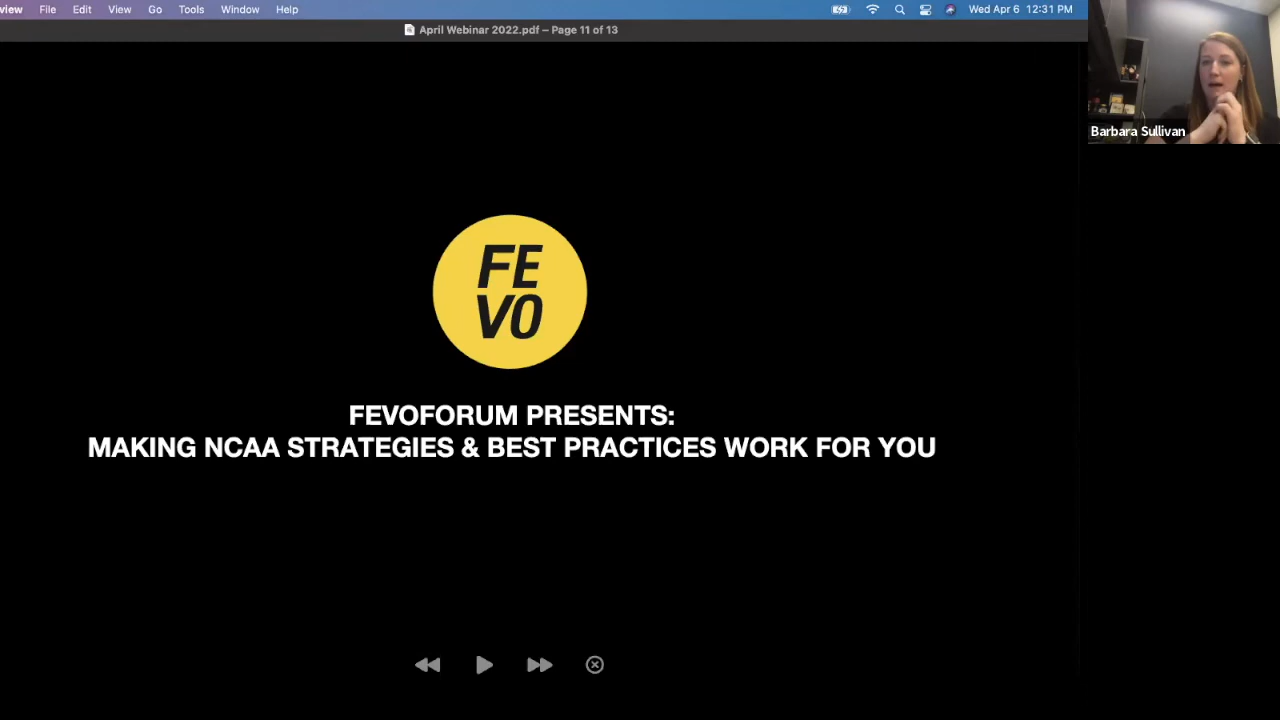 view File Edit View Go Tools Window Help Wed Apr 6 12:31 PM
April Webinar 2022.pdf – Page 11 of 13
Barbara Sullivan
FE
VO
FEVOFORUM PRESENTS:
MAKING NCAA STRATEGIES & BEST PRACTICES WORK FOR YOU